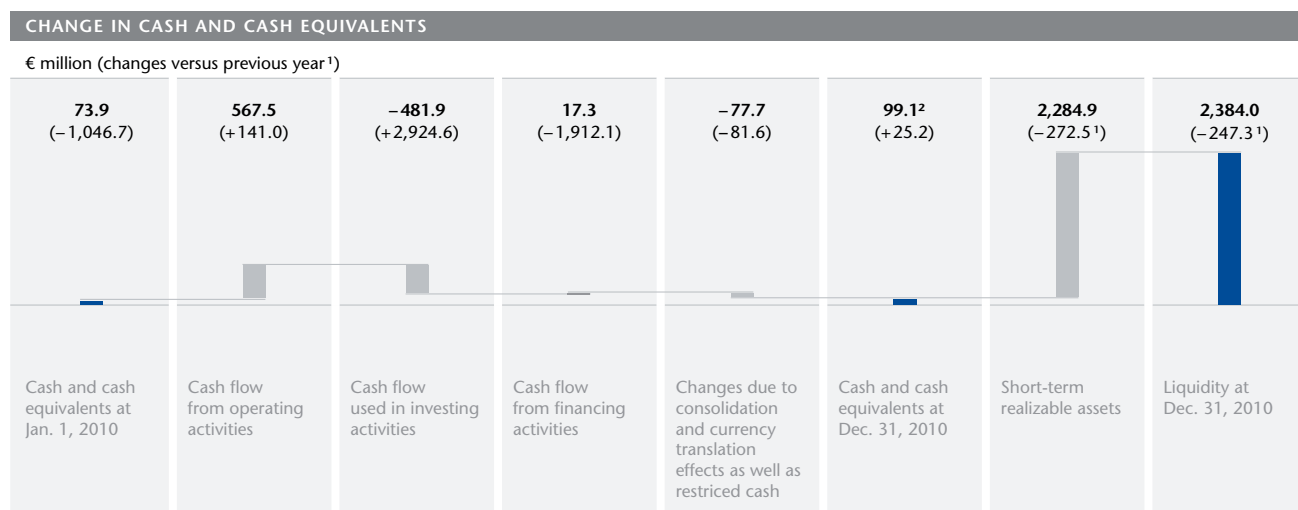 CHANGE IN CASH AND CASH EQUIVALENTS
€ million (changes versus previous year¹)
73.9
(−1,046.7)
567.5
(+141.0)
−481.9
(+2,924.6)
17.3
(−1,912.1)
−77.7
(−81.6)
99.1²
(+25.2)
2,284.9
(−272.5¹)
2,384.0
(−247.3¹)
Cash and cash
equivalents at
Jan. 1, 2010
Cash flow
from operating
activities
Cash flow
used in investing
activities
Cash flow
from financing
activities
Changes due to
consolidation
and currency
translation
effects as well as
restriced cash
Cash and cash
equivalents at
Dec. 31, 2010
Short-term
realizable assets
Liquidity at
Dec. 31, 2010